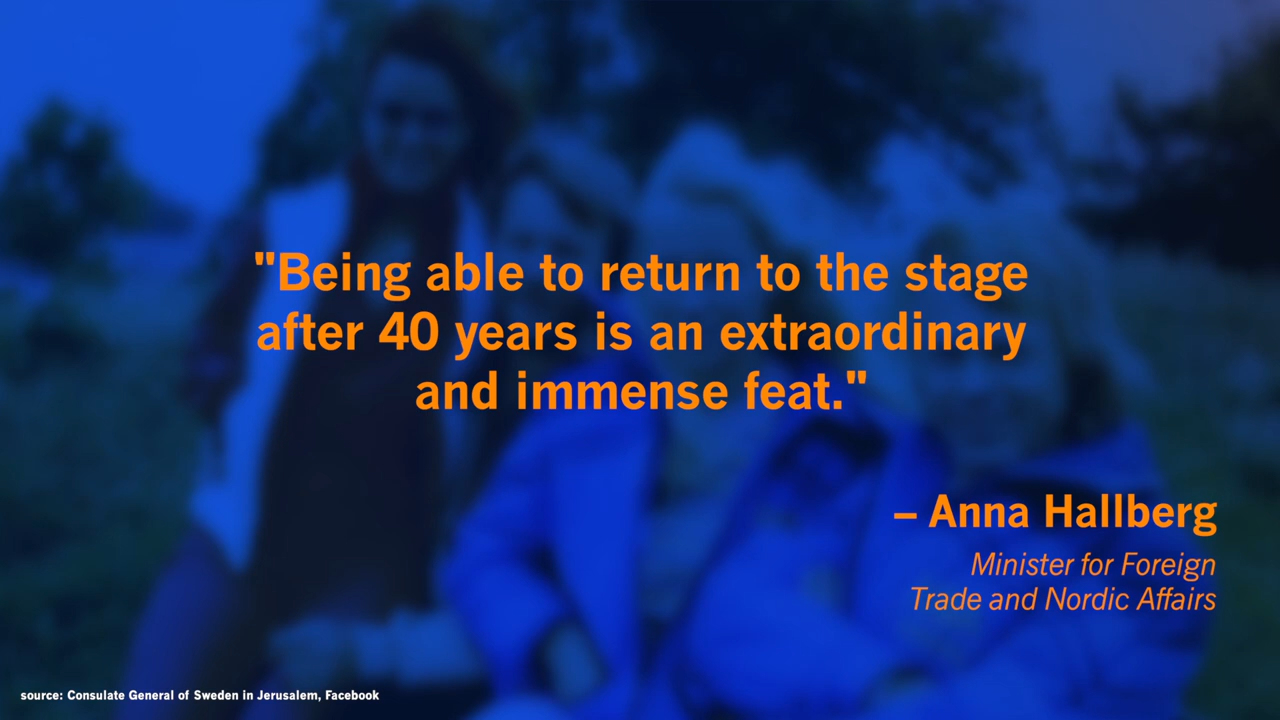 "Being able to return to the stage
after 40 years is an extraordinary
and immense feat."
– Anna Hallberg
Minister for Foreign
Trade and Nordic Affairs
source: Consulate General of Sweden in Jerusalem, Facebook